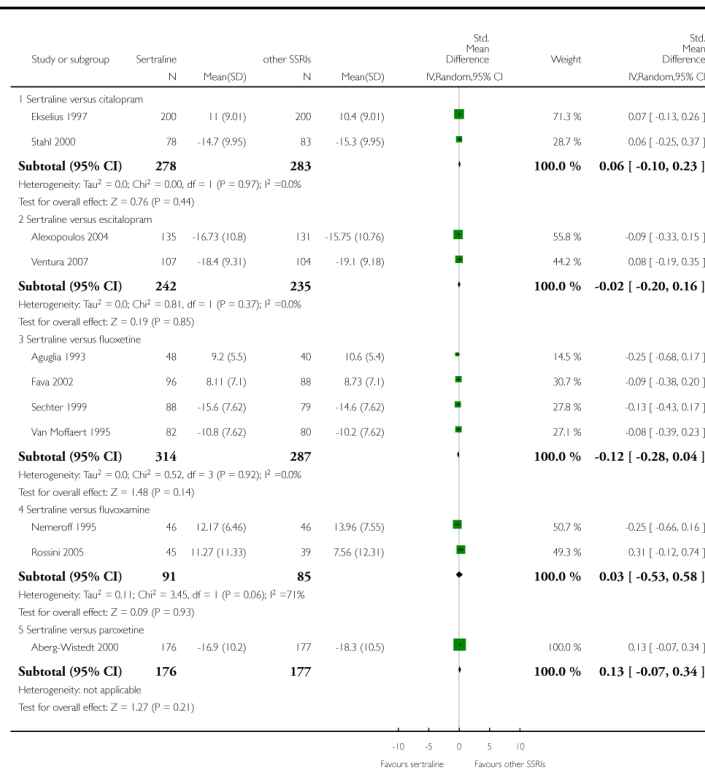 Study or subgroup Sertraline other SSRIs Std. Mean Difference Weight Std. Mean Difference
N Mean(SD) N Mean(SD) IV,Random,95% CI IV,Random,95% CI
1 Sertraline versus citalopram
Ekselius 1997 200 11 (9.01) 200 10.4 (9.01) 71.3 % 0.07 [ -0.13, 0.26 ]
Stahl 2000 78 -14.7 (9.95) 83 -15.3 (9.95) 28.7 % 0.06 [ -0.25, 0.37 ]
Subtotal (95% CI) 278 283 100.0 % 0.06 [ -0.10, 0.23 ]
Heterogeneity: Tau² = 0.0; Chi² = 0.00, df = 1 (P = 0.97); I² =0.0%
Test for overall effect: Z = 0.76 (P = 0.44)
2 Sertraline versus escitalopram
Alexopoulos 2004 135 -16.73 (10.8) 131 -15.75 (10.76) 55.8 % -0.09 [ -0.33, 0.15 ]
Ventura 2007 107 -18.4 (9.31) 104 -19.1 (9.18) 44.2 % 0.08 [ -0.19, 0.35 ]
Subtotal (95% CI) 242 235 100.0 % -0.02 [ -0.20, 0.16 ]
Heterogeneity: Tau² = 0.0; Chi² = 0.81, df = 1 (P = 0.37); I² =0.0%
Test for overall effect: Z = 0.19 (P = 0.85)
3 Sertraline versus fluoxetine
Aguglia 1993 48 9.2 (5.5) 40 10.6 (5.4) 14.5 % -0.25 [ -0.68, 0.17 ]
Fava 2002 96 8.11 (7.1) 88 8.73 (7.1) 30.7 % -0.09 [ -0.38, 0.20 ]
Sechter 1999 88 -15.6 (7.62) 79 -14.6 (7.62) 27.8 % -0.13 [ -0.43, 0.17 ]
Van Moffaert 1995 82 -10.8 (7.62) 80 -10.2 (7.62) 27.1 % -0.08 [ -0.39, 0.23 ]
Subtotal (95% CI) 314 287 100.0 % -0.12 [ -0.28, 0.04 ]
Heterogeneity: Tau² = 0.0; Chi² = 0.52, df = 3 (P = 0.92); I² =0.0%
Test for overall effect: Z = 1.48 (P = 0.14)
4 Sertraline versus fluvoxamine
Nemeroff 1995 46 12.17 (6.46) 46 13.96 (7.55) 50.7 % -0.25 [ -0.66, 0.16 ]
Rossini 2005 45 11.27 (11.33) 39 7.56 (12.31) 49.3 % 0.31 [ -0.12, 0.74 ]
Subtotal (95% CI) 91 85 100.0 % 0.03 [ -0.53, 0.58 ]
Heterogeneity: Tau² = 0.11; Chi² = 3.45, df = 1 (P = 0.06); I² =71%
Test for overall effect: Z = 0.09 (P = 0.93)
5 Sertraline versus paroxetine
Aberg-Wistedt 2000 176 -16.9 (10.2) 177 -18.3 (10.5) 100.0 % 0.13 [ -0.07, 0.34 ]
Subtotal (95% CI) 176 177 100.0 % 0.13 [ -0.07, 0.34 ]
Heterogeneity: not applicable
Test for overall effect: Z = 1.27 (P = 0.21)
-10 -5 0 5 10
Favours sertraline Favours other SSRIs